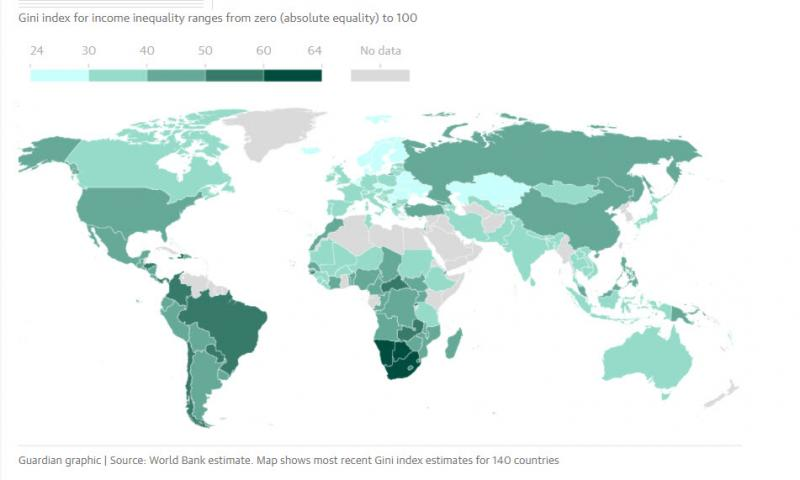 Gini index for income inequality ranges from zero (absolute equality) to 100
24 30 40 50 60 64 No data
Guardian graphic | Source: World Bank estimate. Map shows most recent Gini index estimates for 140 countries